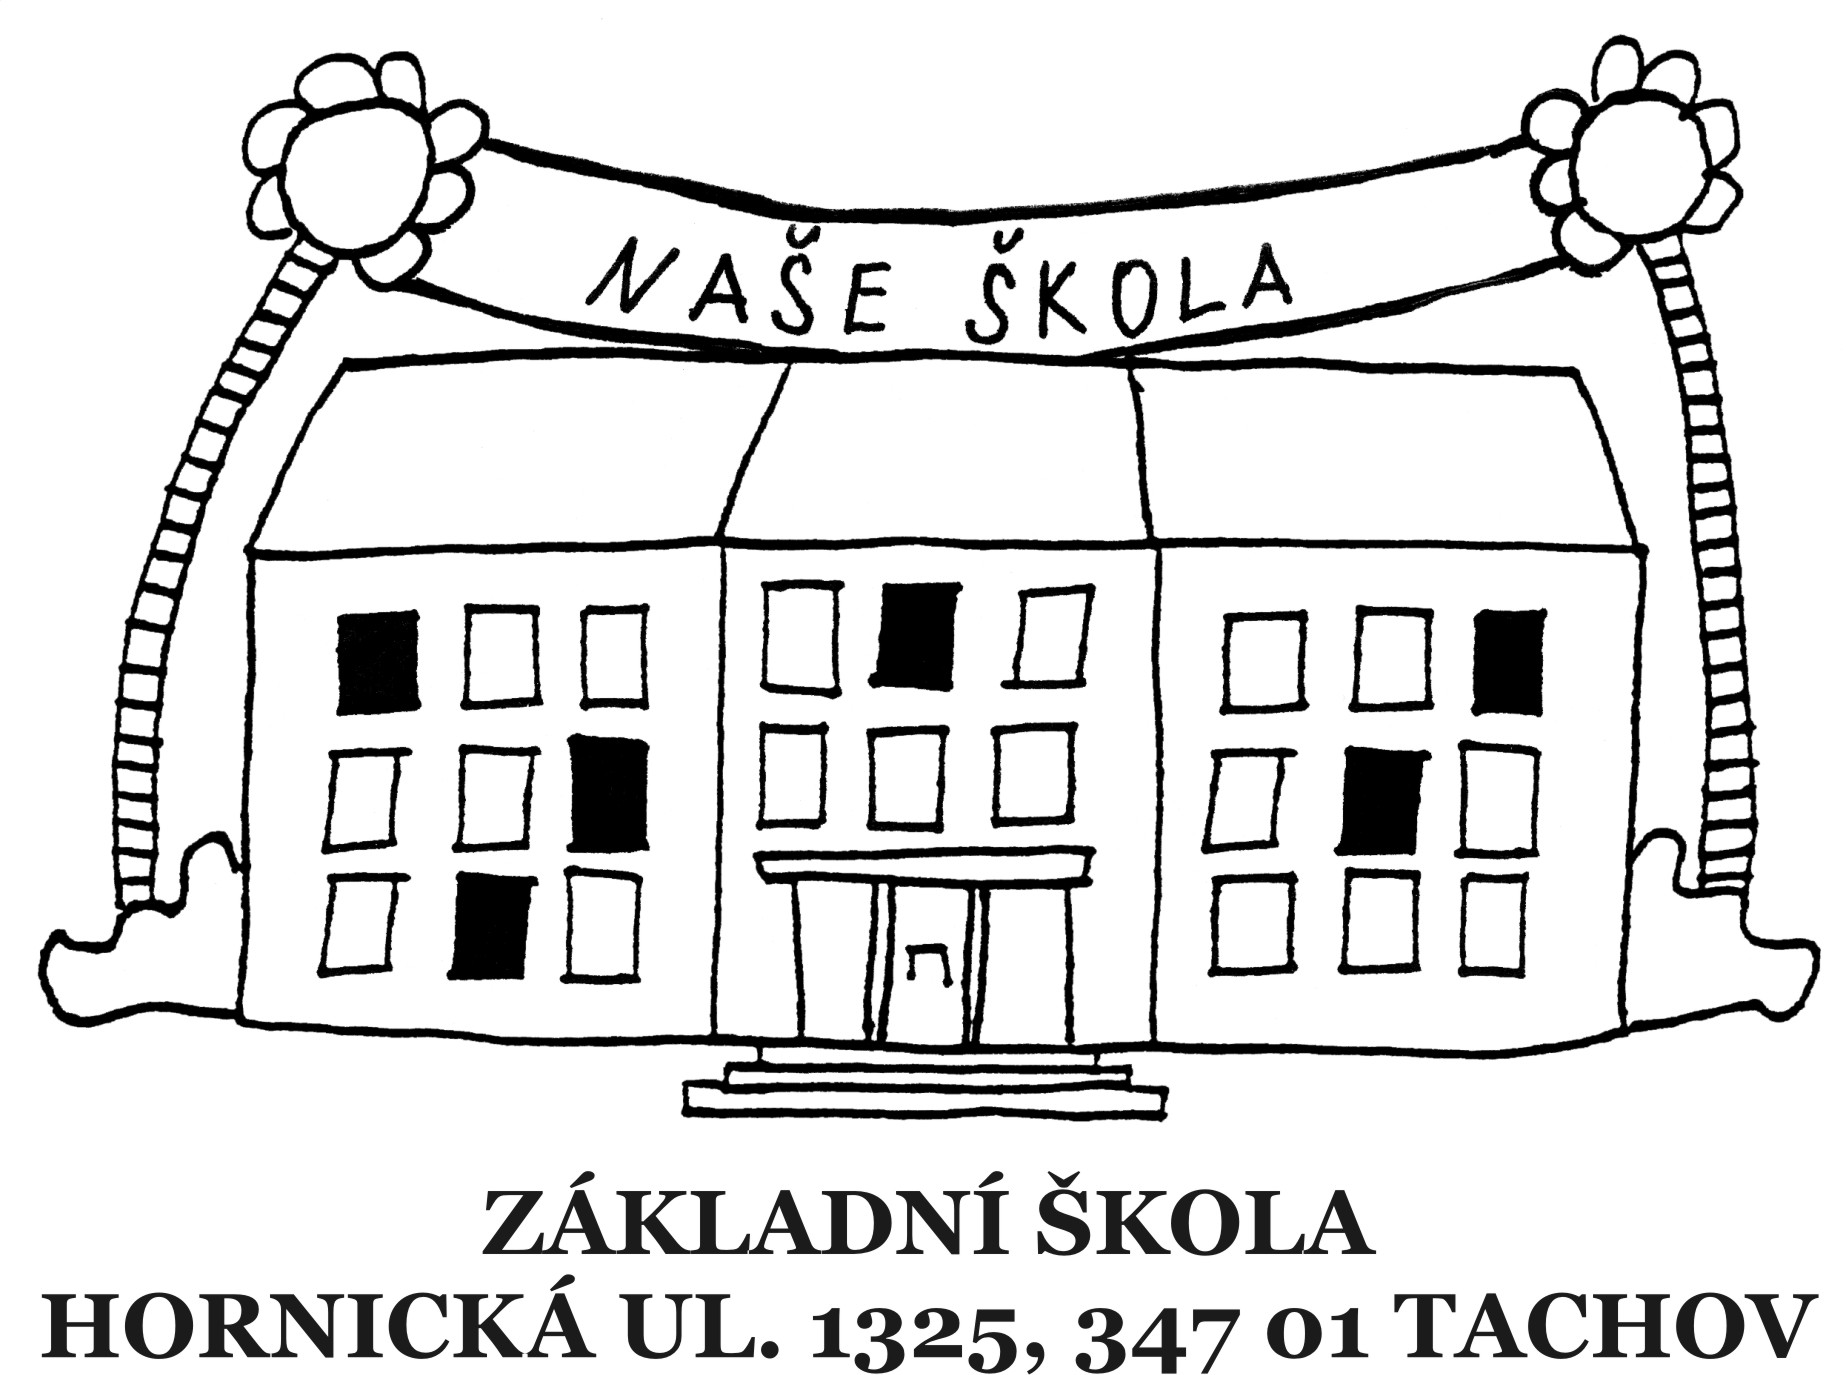 NAŠE ŠKOLA
ZÁKLADNÍ ŠKOLA
HORNICKÁ UL. 1325, 347 01 TACHOV